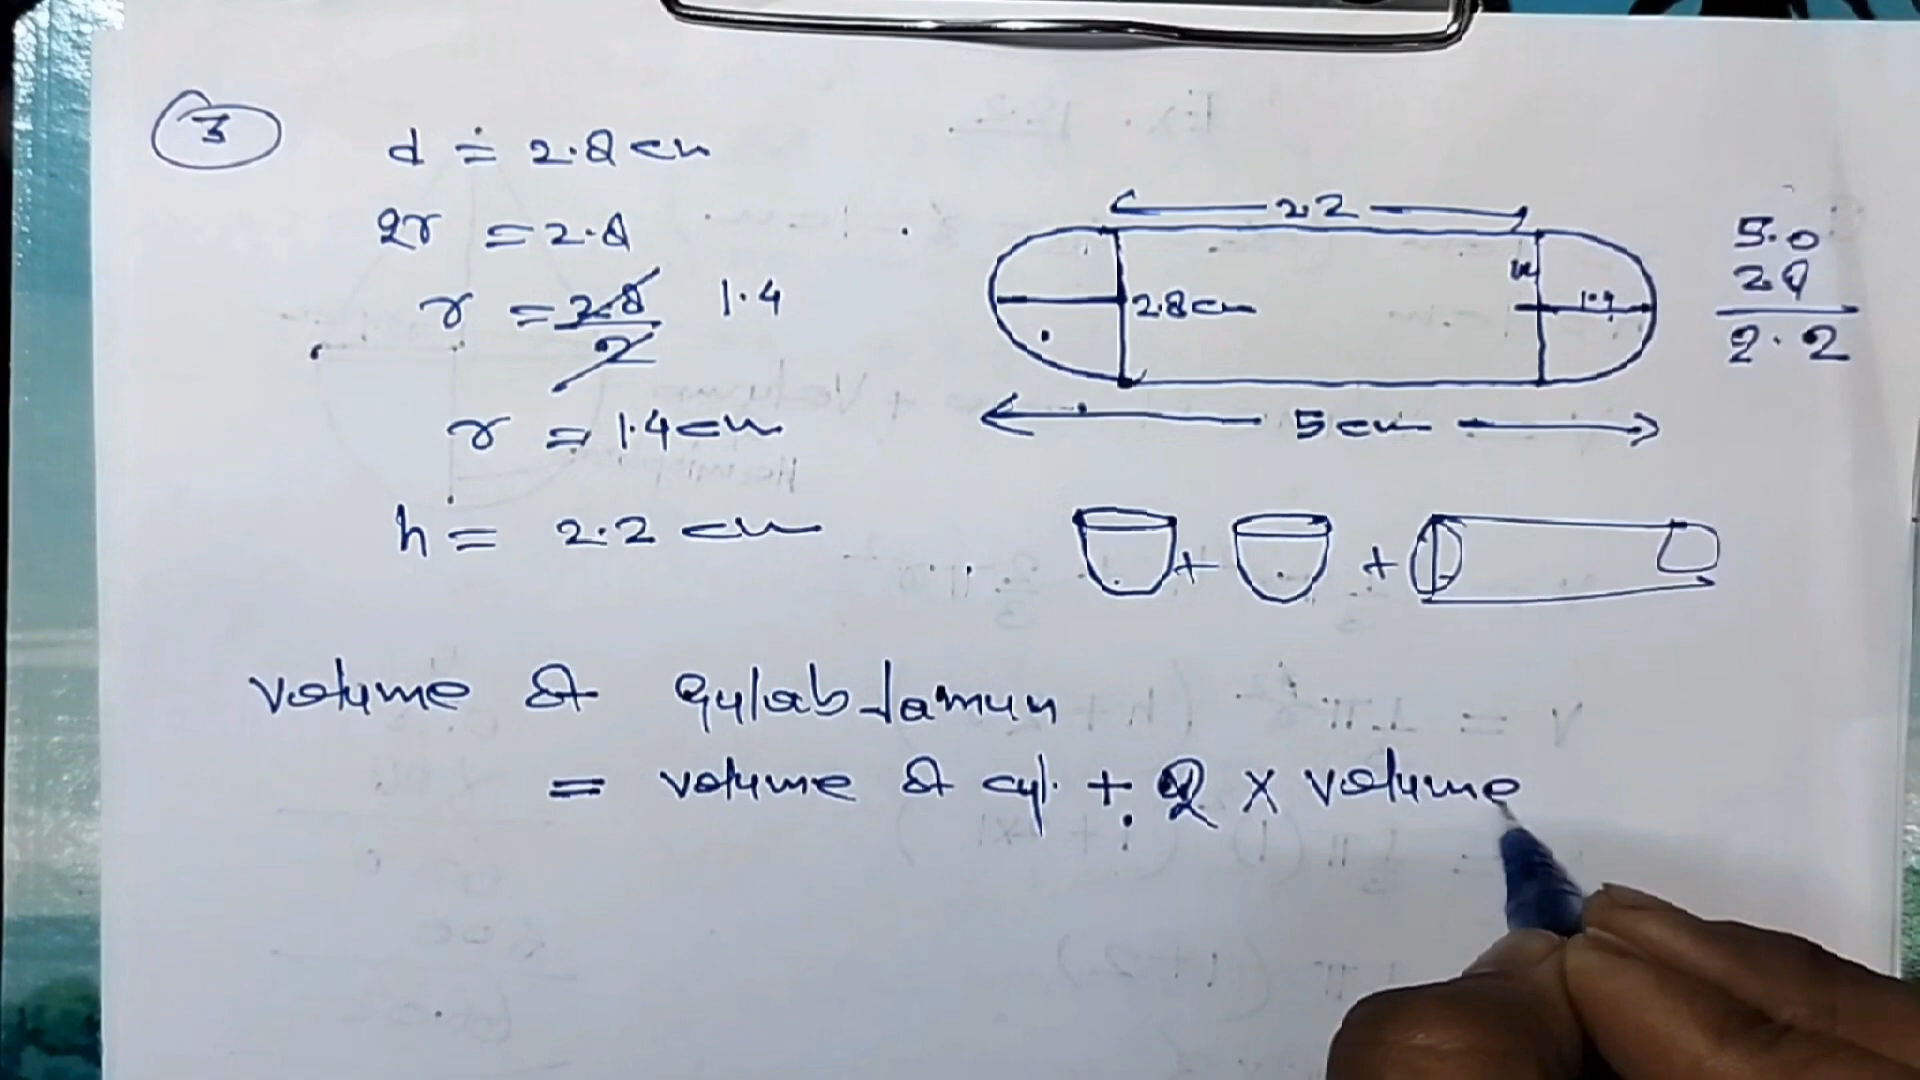 3
d = 2.8 cm
2r = 2.8
r = 2.8 / 2 1.4
r = 1.4 cm
h = 2.2 cm
2.2
2.8 cm
1.4
5 cm
5.0
2.8
2.2
+ +
volume of gulab Jamun
= volume of cyl. + 2 × volume